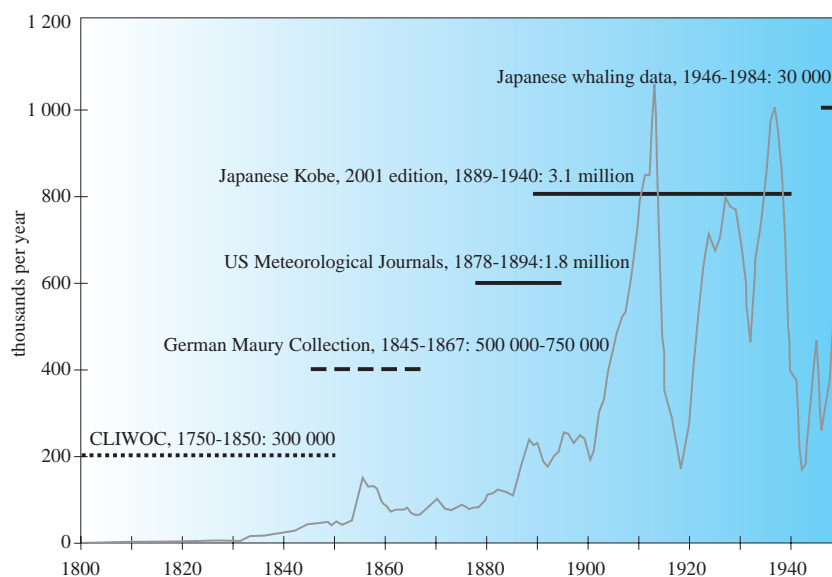 1 200
Japanese whaling data, 1946-1984: 30 000
1 000
Japanese Kobe, 2001 edition, 1889-1940: 3.1 million
800
US Meteorological Journals, 1878-1894:1.8 million
600
German Maury Collection, 1845-1867: 500 000-750 000
400
CLIWOC, 1750-1850: 300 000
200
0
thousands per year
1800 1820 1840 1860 1880 1900 1920 1940